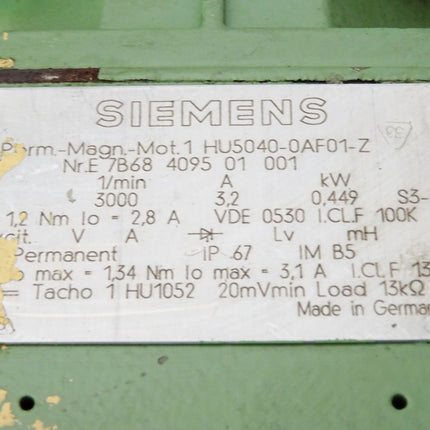 SIEMENS
Perm.-Magn.-Mot. 1 HU5040-0AF01-Z
Nr.E 7B68 4095 01 001
1/min A kW
3000 3,2 0,449 S3-
1,2 Nm Io = 2,8 A VDE 0530 I.CL.F 100K
cit. V A Lv mH
Permanent IP 67 IM B5
o max = 1,34 Nm Io max = 3,1 A I.CL F 13
= Tacho 1 HU1052 20mVmin Load 13kΩ
Made in German